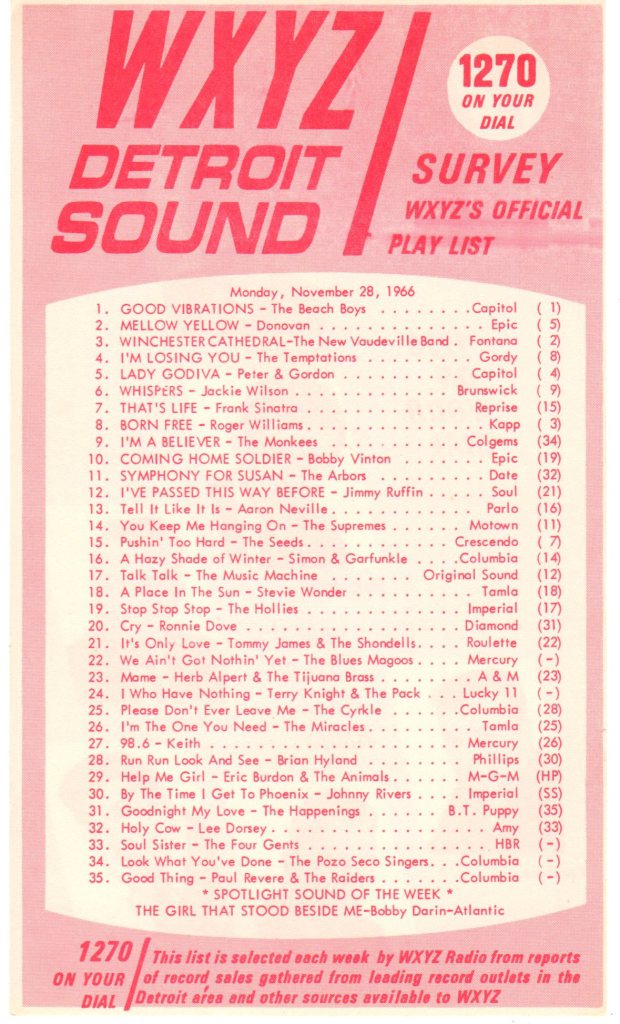 WXYZ
DETROIT
SOUND
1270
ON YOUR
DIAL
SURVEY
WXYZ'S OFFICIAL
PLAY LIST
Monday, November 28, 1966
1. GOOD VIBRATIONS – The Beach Boys . . . . . . . . Capitol ( 1)
2. MELLOW YELLOW – Donovan . . . . . . . . . . . . . . Epic ( 5)
3. WINCHESTER CATHEDRAL–The New Vaudeville Band . Fontana ( 2)
4. I'M LOSING YOU – The Temptations . . . . . . . . . Gordy ( 8)
5. LADY GODIVA – Peter & Gordon . . . . . . . . . . Capitol ( 4)
6. WHISPERS – Jackie Wilson . . . . . . . . . . . . Brunswick ( 9)
7. THAT'S LIFE – Frank Sinatra . . . . . . . . . . . . Reprise (15)
8. BORN FREE – Roger Williams . . . . . . . . . . . . . Kapp ( 3)
9. I'M A BELIEVER – The Monkees . . . . . . . . . . Colgems (34)
10. COMING HOME SOLDIER – Bobby Vinton . . . . . . . Epic (19)
11. SYMPHONY FOR SUSAN – The Arbors . . . . . . . . Date (32)
12. I'VE PASSED THIS WAY BEFORE – Jimmy Ruffin . . . . . Soul (21)
13. Tell It Like It Is – Aaron Neville . . . . . . . . . . . Parlo (16)
14. You Keep Me Hanging On – The Supremes . . . . . Motown (11)
15. Pushin' Too Hard – The Seeds . . . . . . . . . . Crescendo ( 7)
16. A Hazy Shade of Winter – Simon & Garfunkle . . . . Columbia (14)
17. Talk Talk – The Music Machine . . . . . . . Original Sound (12)
18. A Place In The Sun – Stevie Wonder . . . . . . . . . Tamla (18)
19. Stop Stop Stop – The Hollies . . . . . . . . . . . Imperial (17)
20. Cry – Ronnie Dove . . . . . . . . . . . . . . . . Diamond (31)
21. It's Only Love – Tommy James & The Shondells . . . . Roulette (22)
22. We Ain't Got Nothin' Yet – The Blues Magoos . . . . Mercury ( – )
23. Mame – Herb Alpert & The Tijuana Brass . . . . . . . . A & M (23)
24. I Who Have Nothing – Terry Knight & The Pack . . . Lucky 11 ( – )
25. Please Don't Ever Leave Me – The Cyrkle . . . . . Columbia (28)
26. I'm The One You Need – The Miracles . . . . . . . . Tamla (25)
27. 98.6 – Keith . . . . . . . . . . . . . . . . . . . Mercury (26)
28. Run Run Look And See – Brian Hyland . . . . . . . Phillips (30)
29. Help Me Girl – Eric Burdon & The Animals . . . . . . M–G–M (HP)
30. By The Time I Get To Phoenix – Johnny Rivers . . . . Imperial (SS)
31. Goodnight My Love – The Happenings . . . . . B.T. Puppy (35)
32. Holy Cow – Lee Dorsey . . . . . . . . . . . . . . . . Amy (33)
33. Soul Sister – The Four Gents . . . . . . . . . . . . . HBR ( – )
34. Look What You've Done – The Pozo Seco Singers. . .Columbia ( – )
35. Good Thing – Paul Revere & The Raiders . . . . . . Columbia ( – )
* SPOTLIGHT SOUND OF THE WEEK *
THE GIRL THAT STOOD BESIDE ME–Bobby Darin–Atlantic
1270
ON YOUR
DIAL
This list is selected each week by WXYZ Radio from reports
of record sales gathered from leading record outlets in the
Detroit area and other sources available to WXYZ